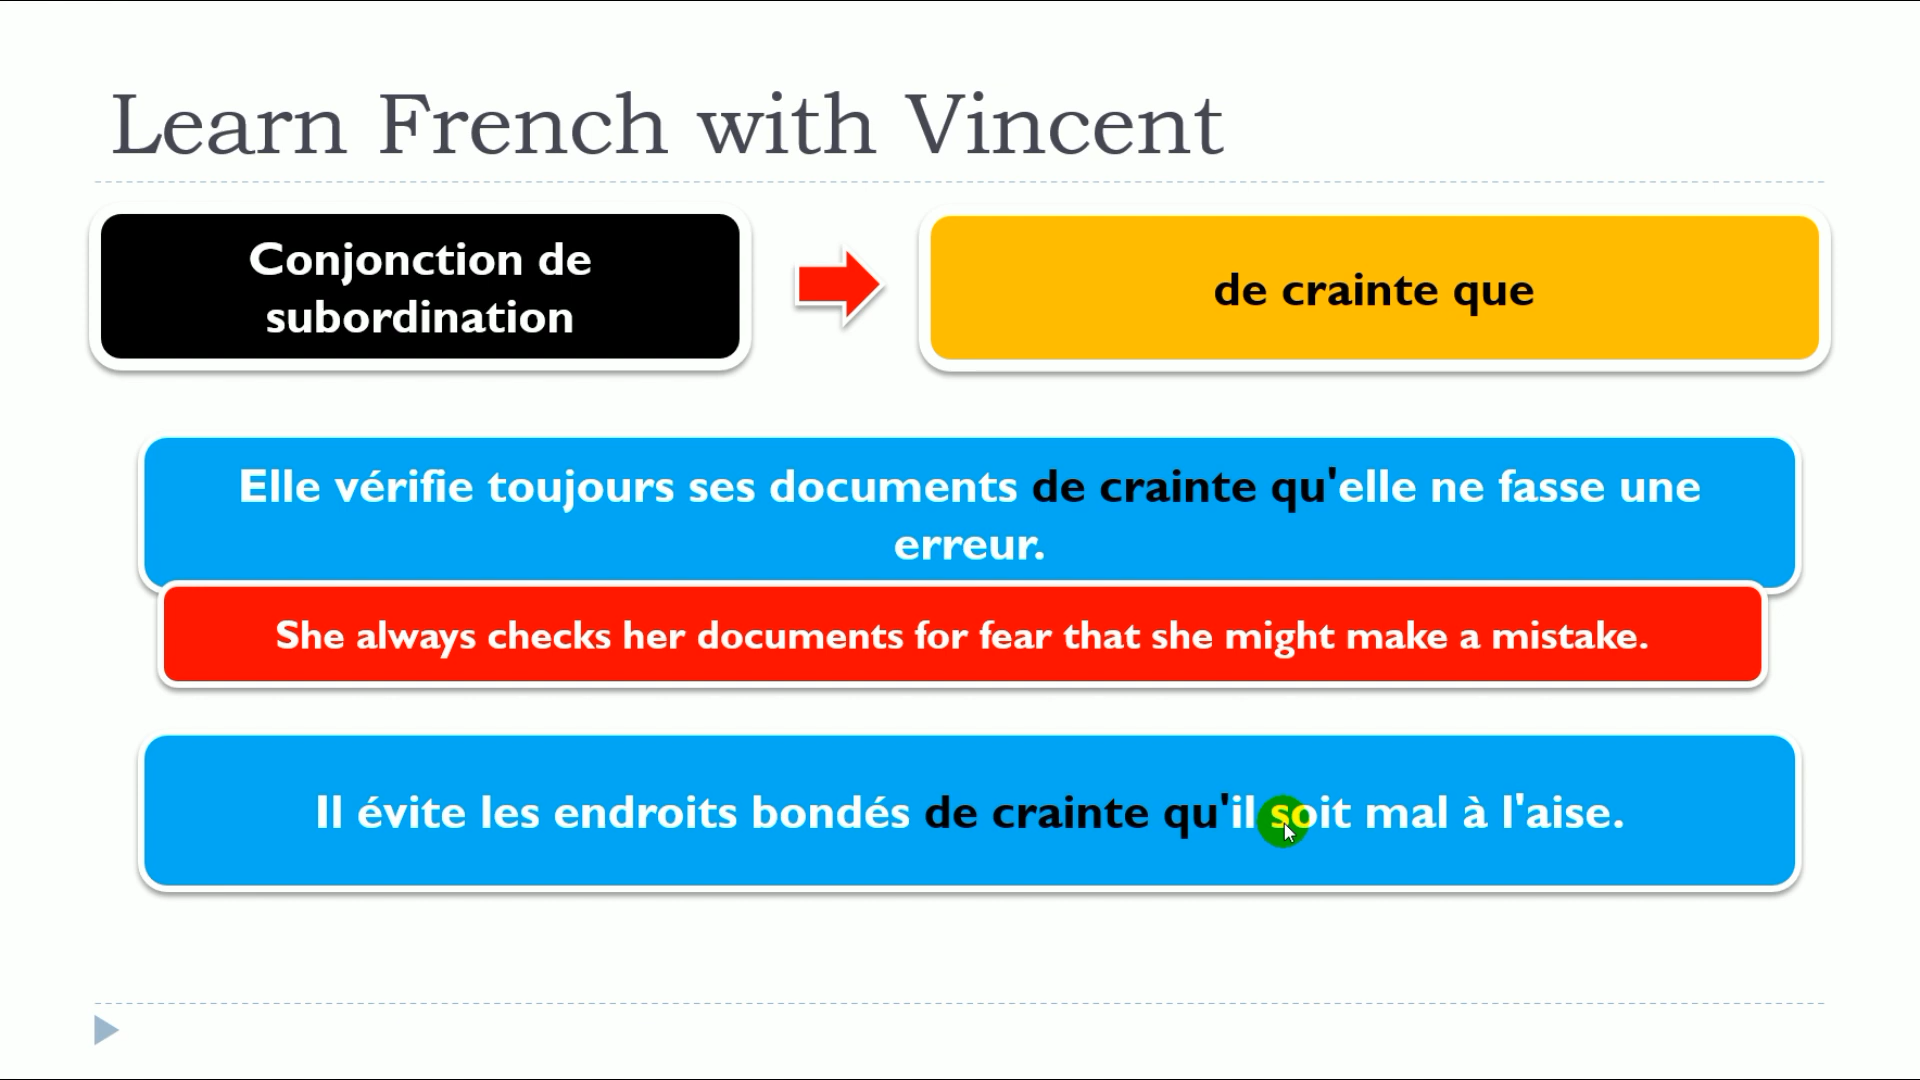 Learn French with Vincent
Conjonction de
subordination
de crainte que
Elle vérifie toujours ses documents de crainte qu'elle ne fasse une
erreur.
She always checks her documents for fear that she might make a mistake.
Il évite les endroits bondés de crainte qu'il soit mal à l'aise.